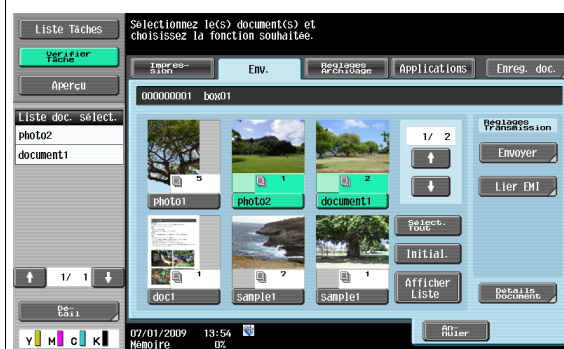 Liste Tâches
Sélectionnez le(s) document(s) et
choisissez la fonction souhaitée.
Vérifier
Tâche
Aperçu
Impres-
sion
Env.
Réglages
Archivage
Applications
Enreg. doc.
000000001 box01
Liste doc. sélect.
photo2
document1
5
photo1
1
photo2
2
document1
1/ 2
Réglages
Transmission
Envoyer
Lier EMI
1
doc1
7
sample1
1
sample1
Sélect.
Tout
Initial.
Afficher
Liste
Détails
Document
1/ 1
Dé-
tail
An-
nuler
Y M C K
07/01/2009 13:54
Mémoire 0%